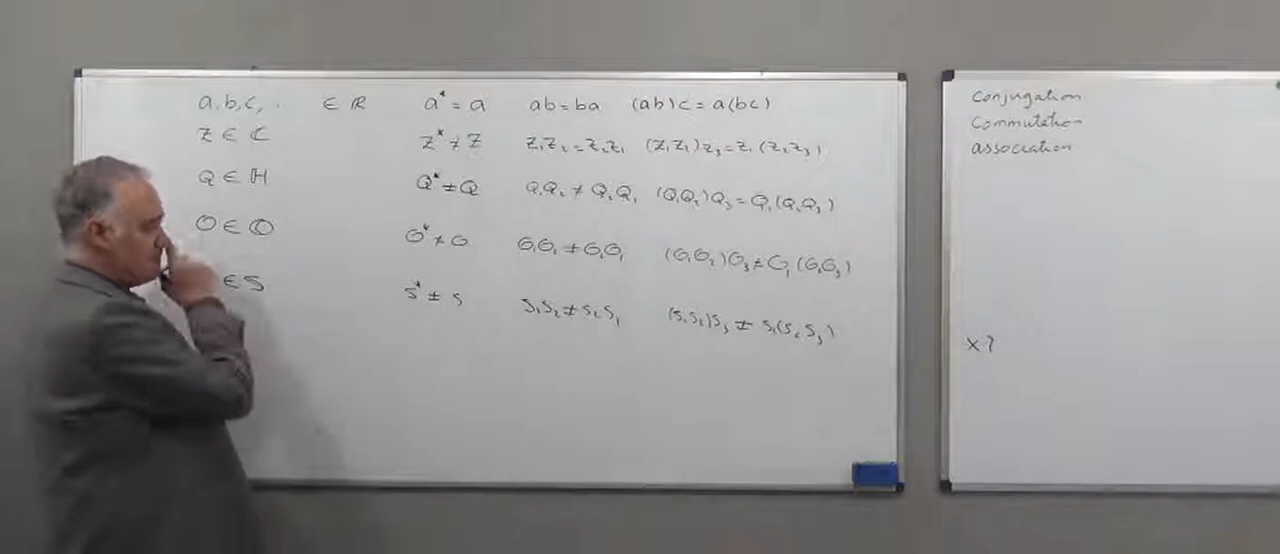 a,b,c, . ∈ ℝ a* = a ab = ba (ab)c = a(bc)
Z ∈ ℂ Z* ≠ Z Z₁Z₂ = Z₂Z₁ (Z₁Z₂)Z₃ = Z₁(Z₂Z₃)
Q ∈ ℍ Q* ≠ Q Q₁Q₂ ≠ Q₂Q₁ (Q₁Q₂)Q₃ = Q₁(Q₂Q₃)
O ∈ 𝕆 O* ≠ O O₁O₂ ≠ O₂O₁ (O₁O₂)O₃ ≠ O₁(O₂O₃)
∈ S S* ≠ S S₁S₂ ≠ S₂S₁ (S₁S₂)S₃ ≠ S₁(S₂S₃)
Conjugation
Commutation
association
x?